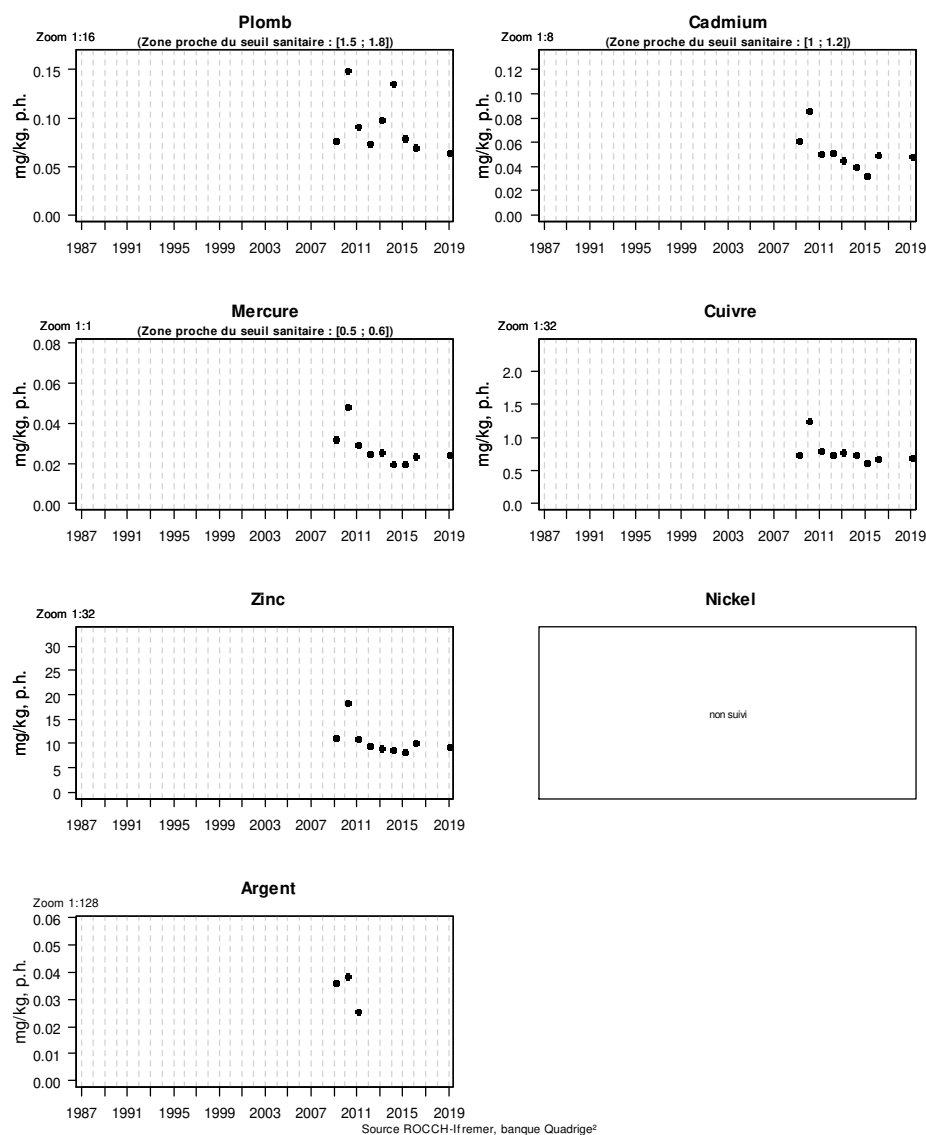 Plomb
Zoom 1:16
(Zone proche du seuil sanitaire : [1.5 ; 1.8])
mg/kg, p.h.
0.15
0.10
0.05
0.00
1987 1991 1995 1999 2003 2007 2011 2015 2019
Cadmium
Zoom 1:8
(Zone proche du seuil sanitaire : [1 ; 1.2])
mg/kg, p.h.
0.12
0.10
0.08
0.06
0.04
0.02
0.00
1987 1991 1995 1999 2003 2007 2011 2015 2019
Mercure
Zoom 1:1
(Zone proche du seuil sanitaire : [0.5 ; 0.6])
mg/kg, p.h.
0.08
0.06
0.04
0.02
0.00
1987 1991 1995 1999 2003 2007 2011 2015 2019
Cuivre
Zoom 1:32
mg/kg, p.h.
2.0
1.5
1.0
0.5
0.0
1987 1991 1995 1999 2003 2007 2011 2015 2019
Zinc
Zoom 1:32
mg/kg, p.h.
30
25
20
15
10
5
0
1987 1991 1995 1999 2003 2007 2011 2015 2019
Nickel
non suivi
Argent
Zoom 1:128
mg/kg, p.h.
0.06
0.05
0.04
0.03
0.02
0.01
0.00
1987 1991 1995 1999 2003 2007 2011 2015 2019
Source ROCCH-Ifremer, banque Quadrige²